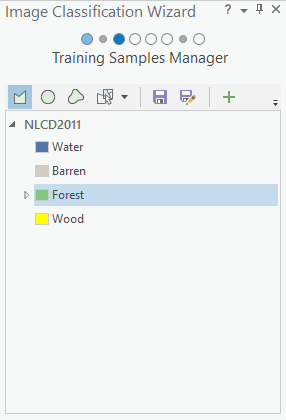 Image Classification Wizard
Training Samples Manager
NLCD2011
Water
Barren
Forest
Wood